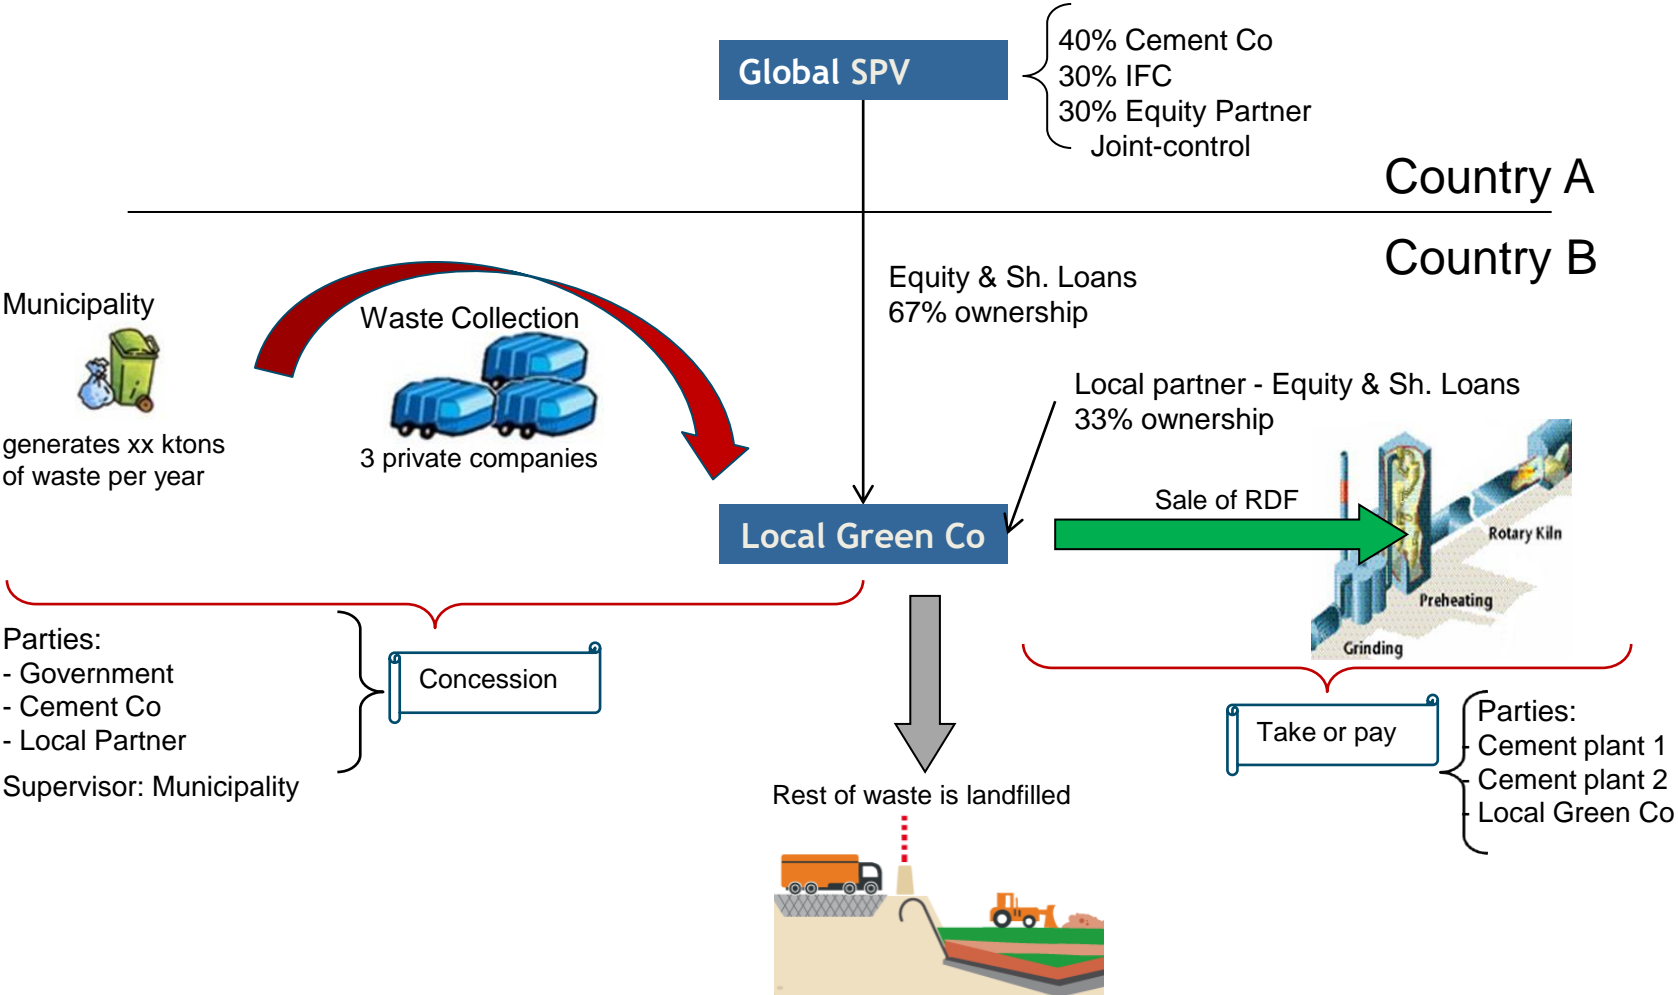 Global SPV
40% Cement Co
30% IFC
30% Equity Partner
Joint-control
Country A
Country B
Equity & Sh. Loans
67% ownership
Municipality
generates xx ktons
of waste per year
Waste Collection
3 private companies
Local partner - Equity & Sh. Loans
33% ownership
Local Green Co
Sale of RDF
Rotary Kiln
Preheating
Grinding
Parties:
- Government
- Cement Co
- Local Partner
Supervisor: Municipality
Concession
Rest of waste is landfilled
Take or pay
Parties:
- Cement plant 1
- Cement plant 2
- Local Green Co